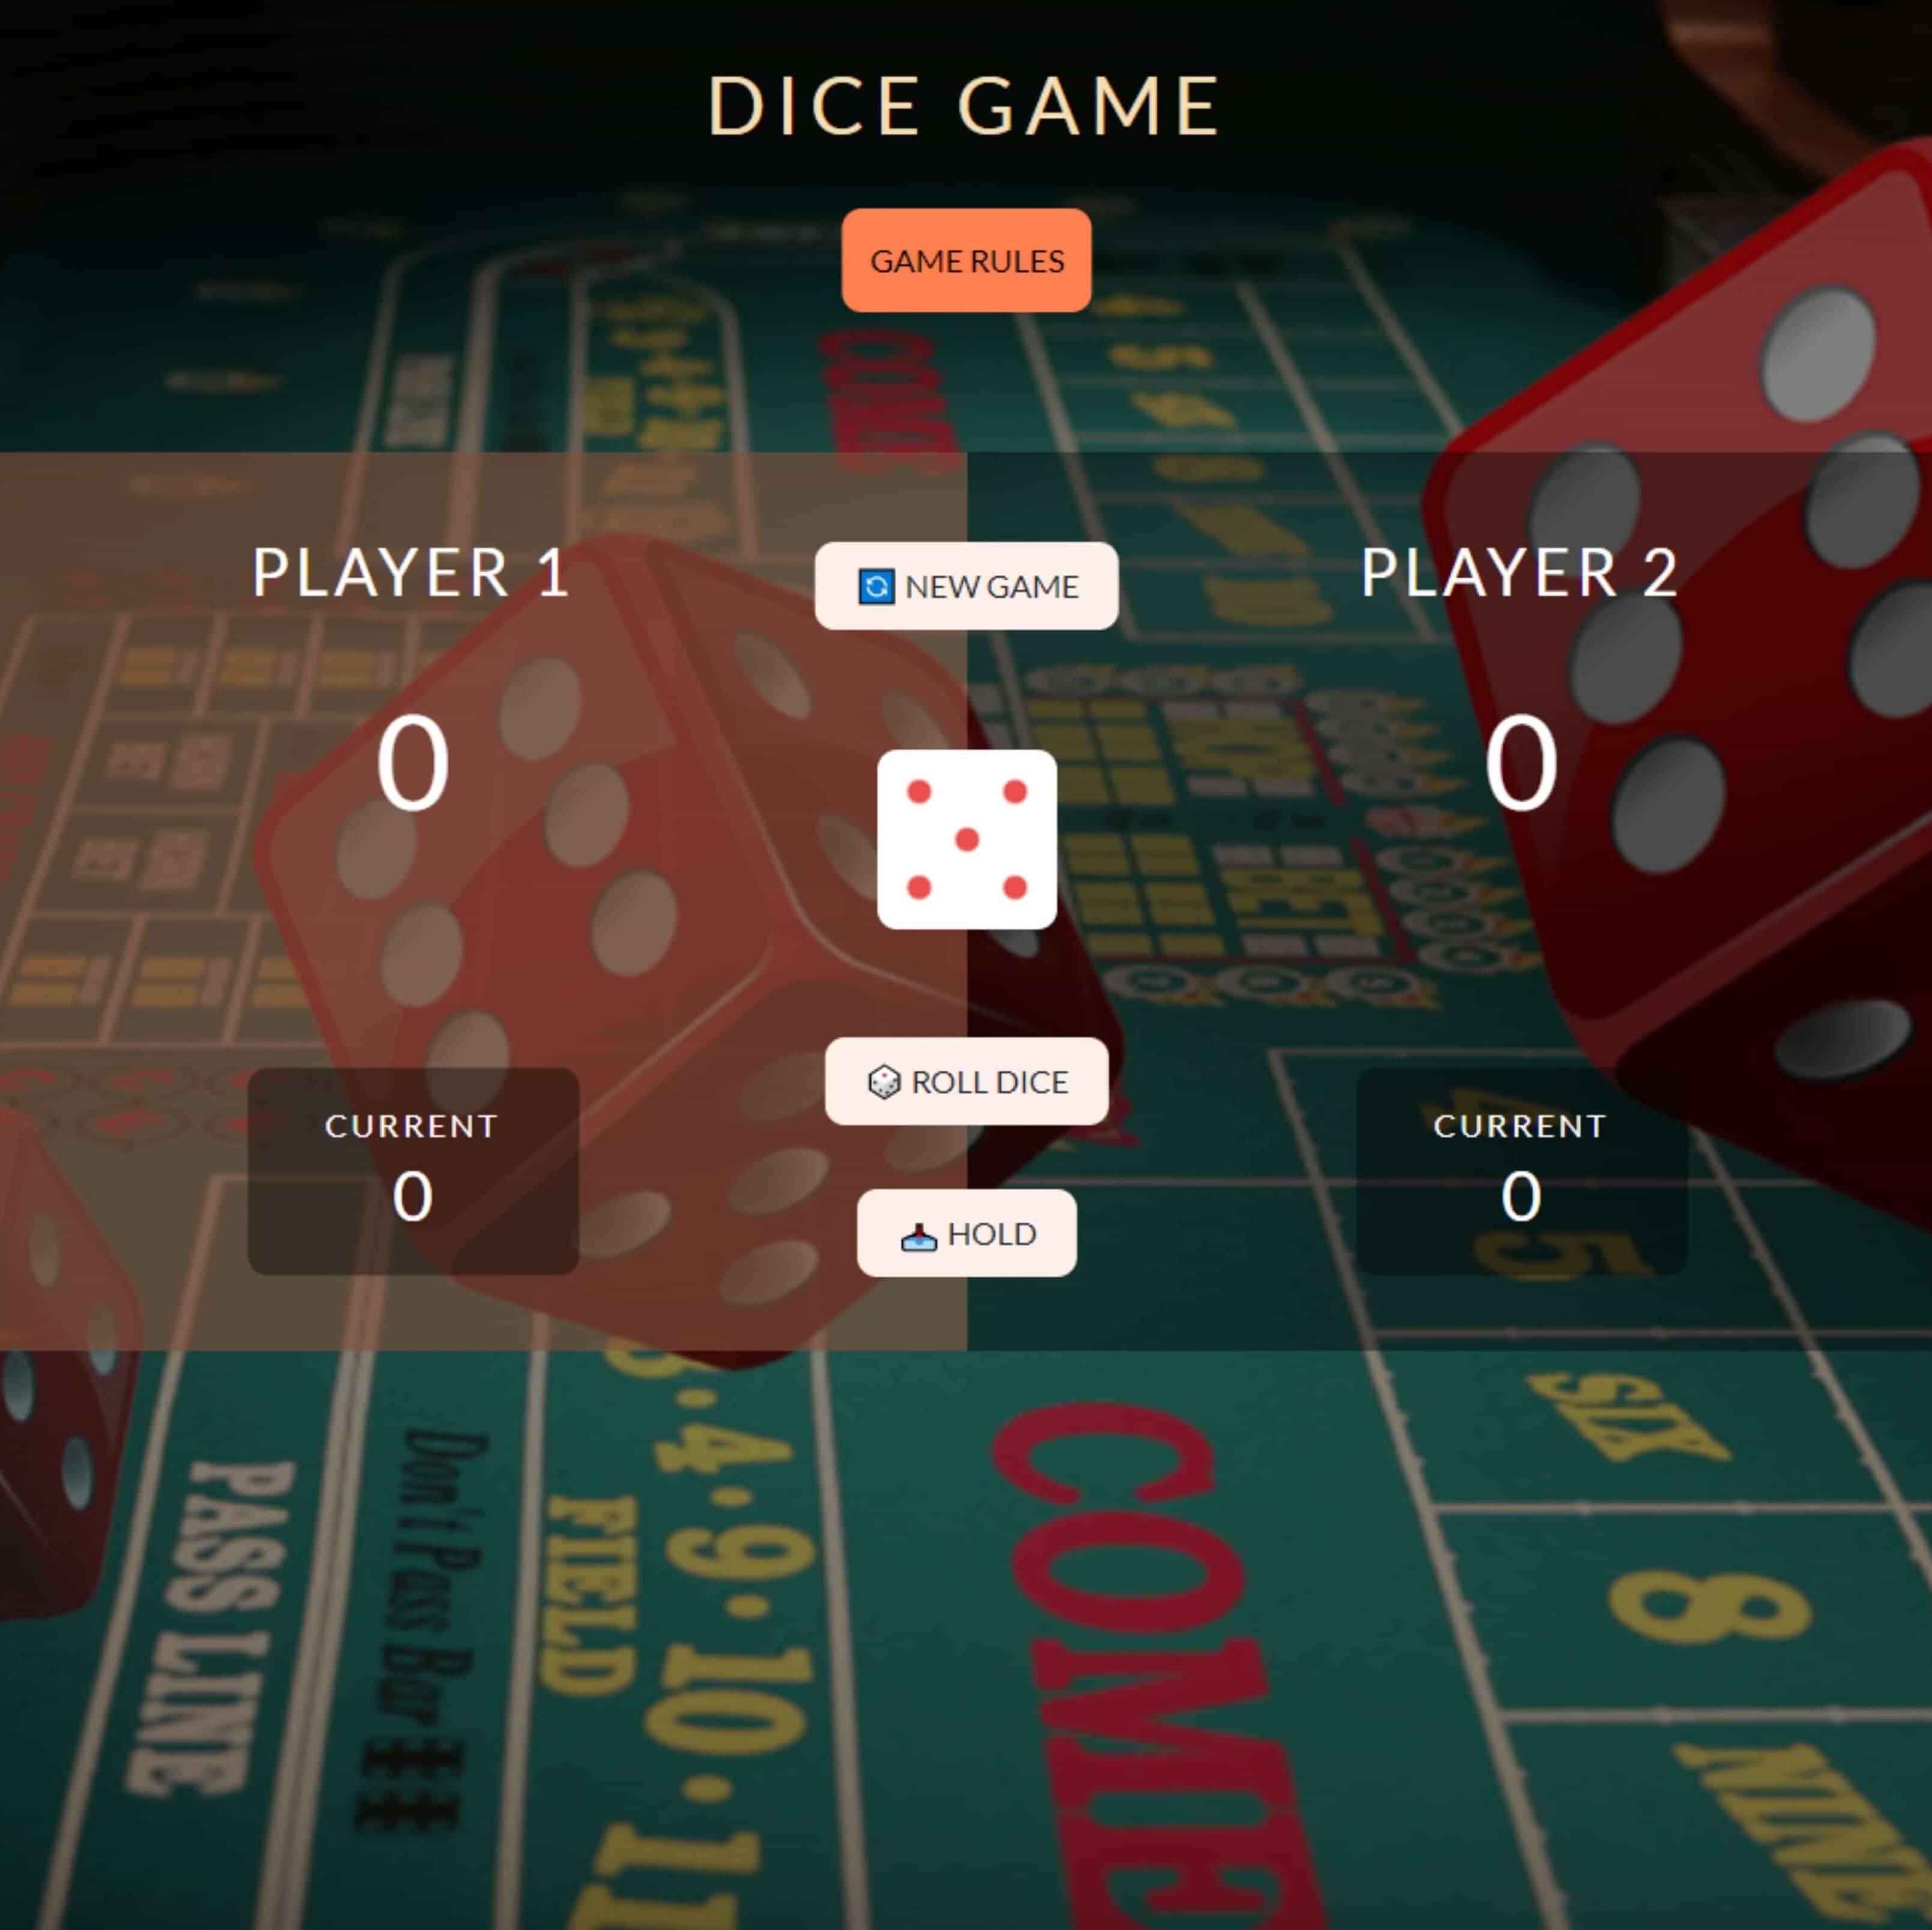 DICE GAME
GAME RULES
COME
PLAYER 1
NEW GAME
PLAYER 2
0
0
ROLL DICE
CURRENT
0
HOLD
CURRENT
0
5
SIX
8
NINE
PASS LINE
Don't Pass Bar
FIELD
4·9·10·11
COME